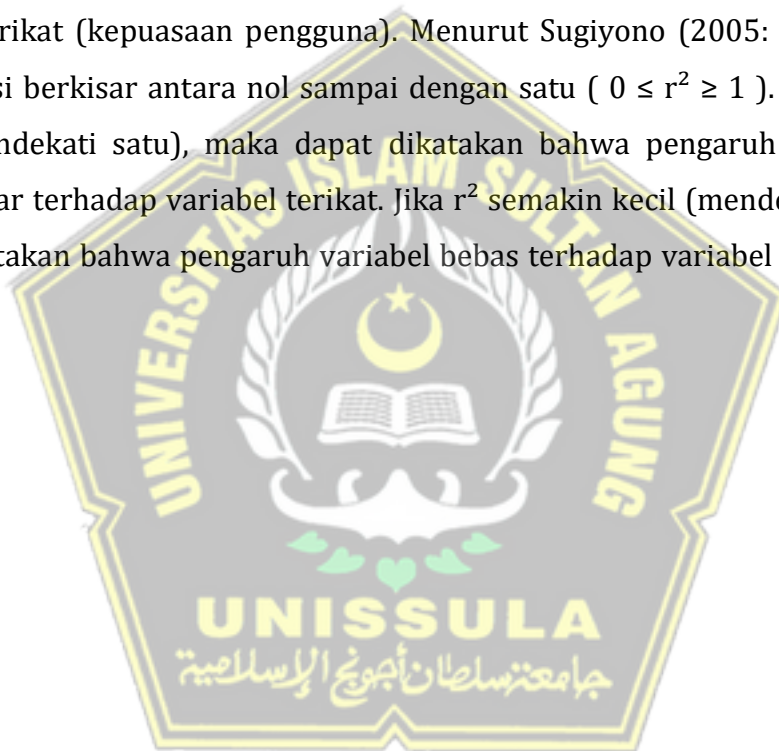 rikat (kepuasaan pengguna). Menurut Sugiyono (2005:
si berkisar antara nol sampai dengan satu ( 0 ≤ r² ≥ 1 ).
ndekati satu), maka dapat dikatakan bahwa pengaruh
ar terhadap variabel terikat. Jika r² semakin kecil (mende
takan bahwa pengaruh variabel bebas terhadap variabel
UNIVERSITAS ISLAM SULTAN AGUNG
UNISSULA
جامعة سلطان أجونج الإسلامية